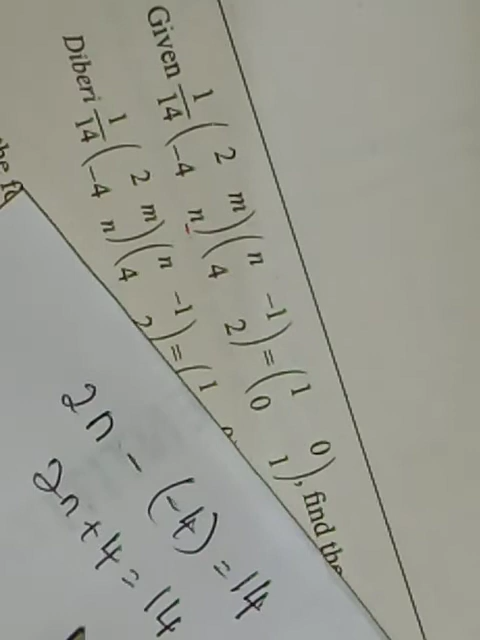 Given 1/14 ( 2 m ) ( n -1 ) = ( 1 0 ), find the
( -4 n ) ( 4 2 ) ( 0 1 )
Diberi 1/14 ( 2 m ) ( n -1 ) = ( 1
( -4 n ) ( 4 2 )
2n - (-4) = 14
2n + 4 = 14